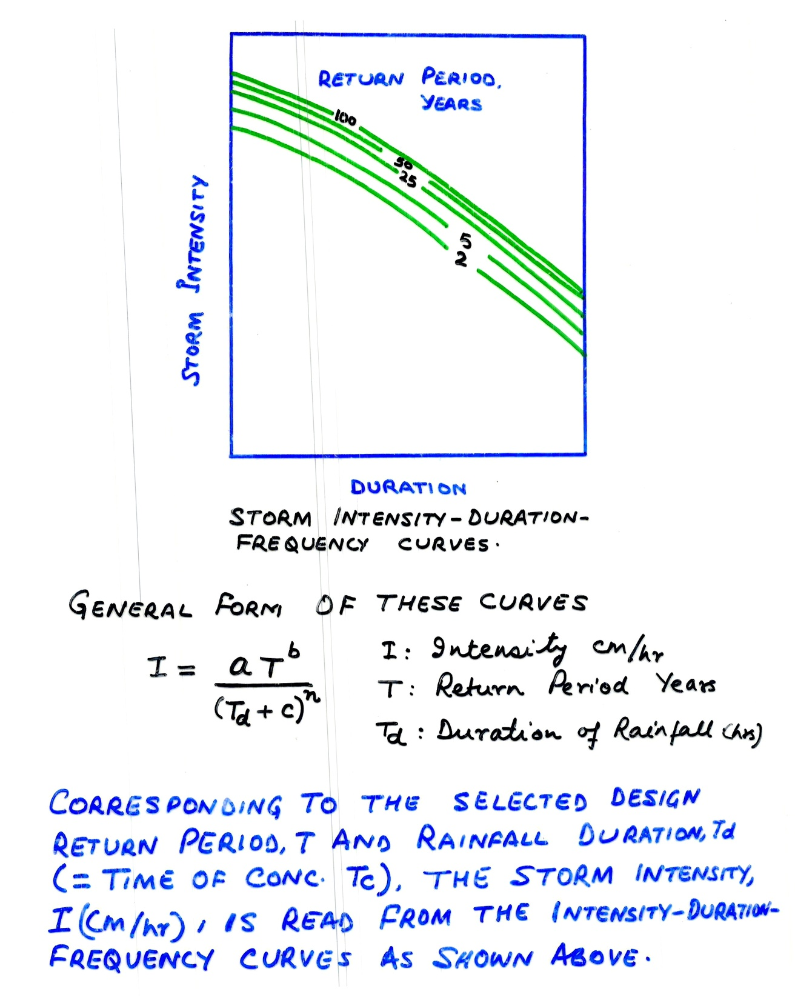 RETURN PERIOD,
YEARS
100
50
25
5
2
STORM INTENSITY
DURATION
STORM INTENSITY-DURATION-
FREQUENCY CURVES.
GENERAL FORM OF THESE CURVES
I = a T^b / (Td + c)^n
I: Intensity cm/hr
T: Return Period Years
Td: Duration of Rainfall (hrs)
CORRESPONDING TO THE SELECTED DESIGN
RETURN PERIOD, T AND RAINFALL DURATION, Td
(= TIME OF CONC. Tc), THE STORM INTENSITY,
I (cm/hr), IS READ FROM THE INTENSITY-DURATION-
FREQUENCY CURVES AS SHOWN ABOVE.